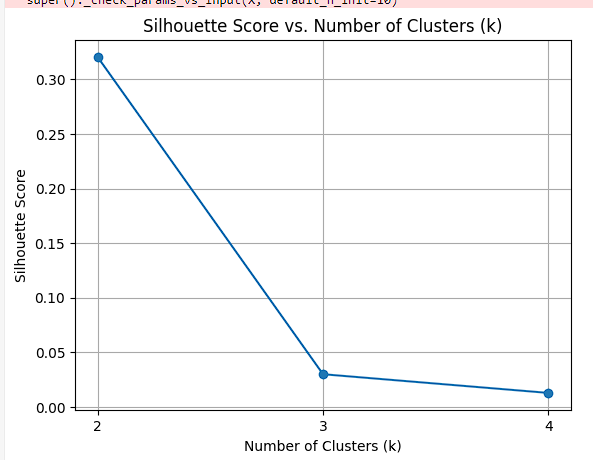 super()._check_params_vs_input(X, default_n_init=10)
Silhouette Score vs. Number of Clusters (k)
0.30
0.25
0.20
0.15
0.10
0.05
0.00
Silhouette Score
2 3 4
Number of Clusters (k)